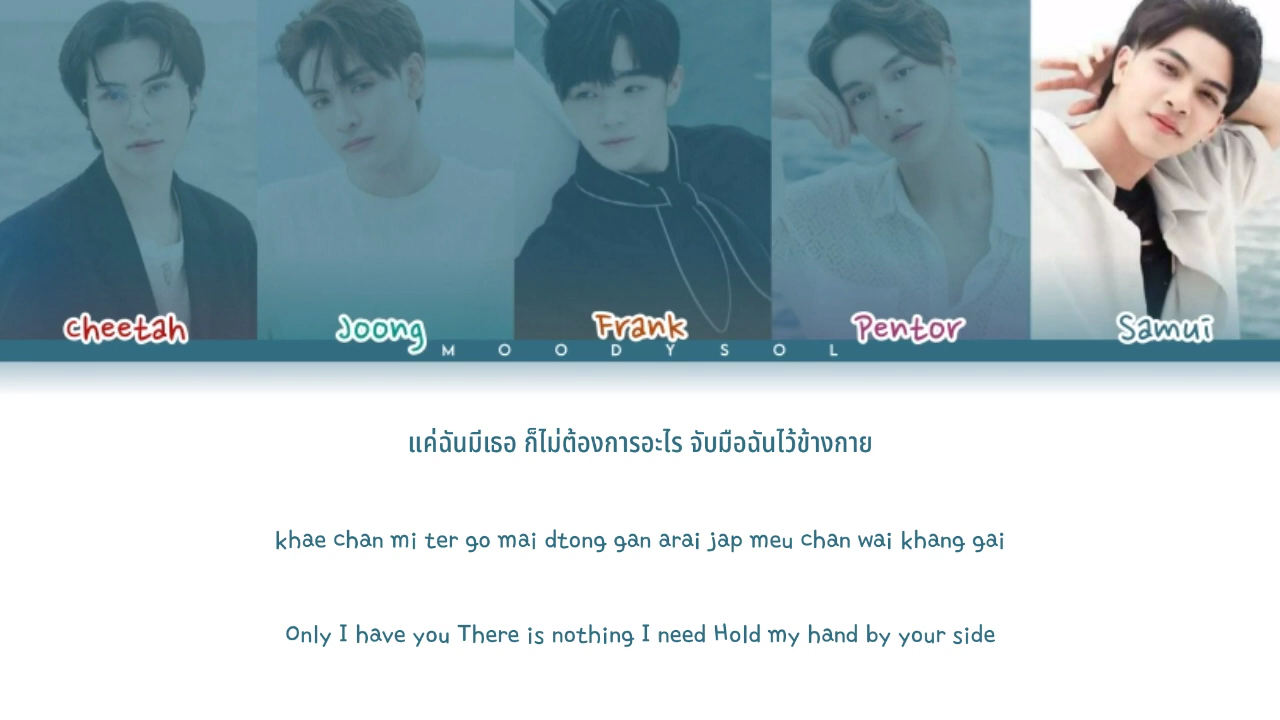 cheetah Joong Frank Pentor Samui
MOODYSOL
แค่ฉันมีเธอ ก็ไม่ต้องการอะไร จับมือฉันไว้ข้างกาย
khae chan mi ter go mai dtong gan arai jap meu chan wai khang gai
Only I have you There is nothing I need Hold my hand by your side